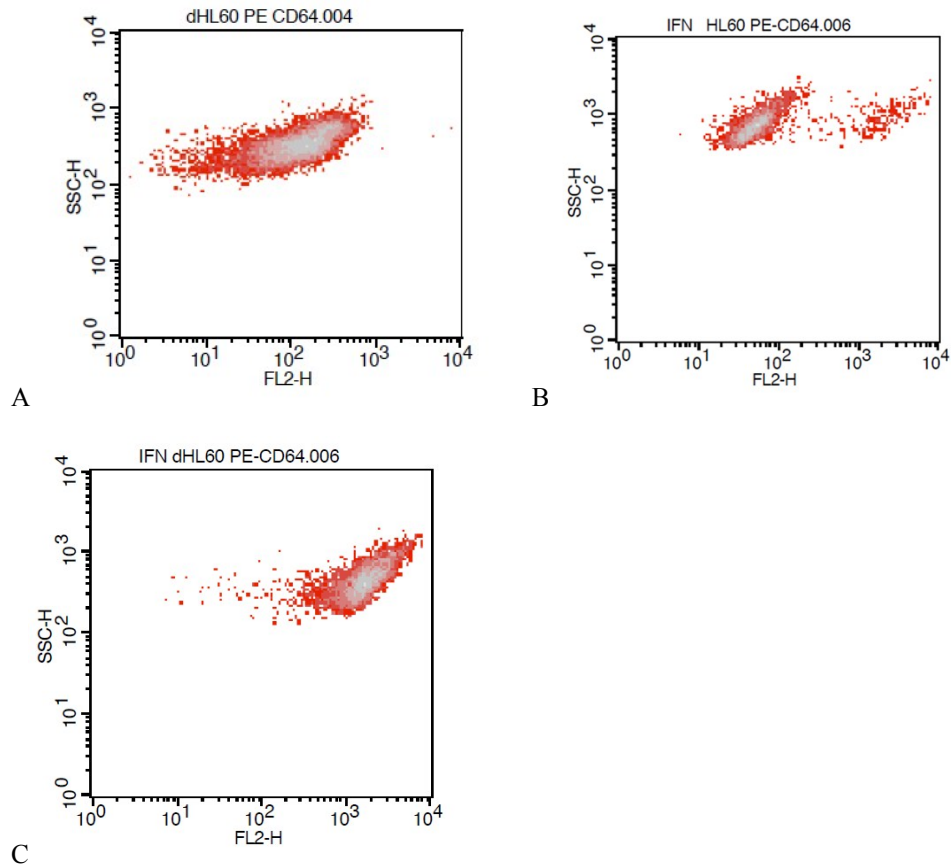 dHL60 PE CD64.004
10^4
10^3
10^2
10^1
10^0
SSC-H
10^0 10^1 10^2 10^3 10^4
FL2-H
A
IFN HL60 PE-CD64.006
10^4
10^3
10^2
10^1
10^0
SSC-H
10^0 10^1 10^2 10^3 10^4
FL2-H
B
IFN dHL60 PE-CD64.006
10^4
10^3
10^2
10^1
10^0
SSC-H
10^0 10^1 10^2 10^3 10^4
FL2-H
C